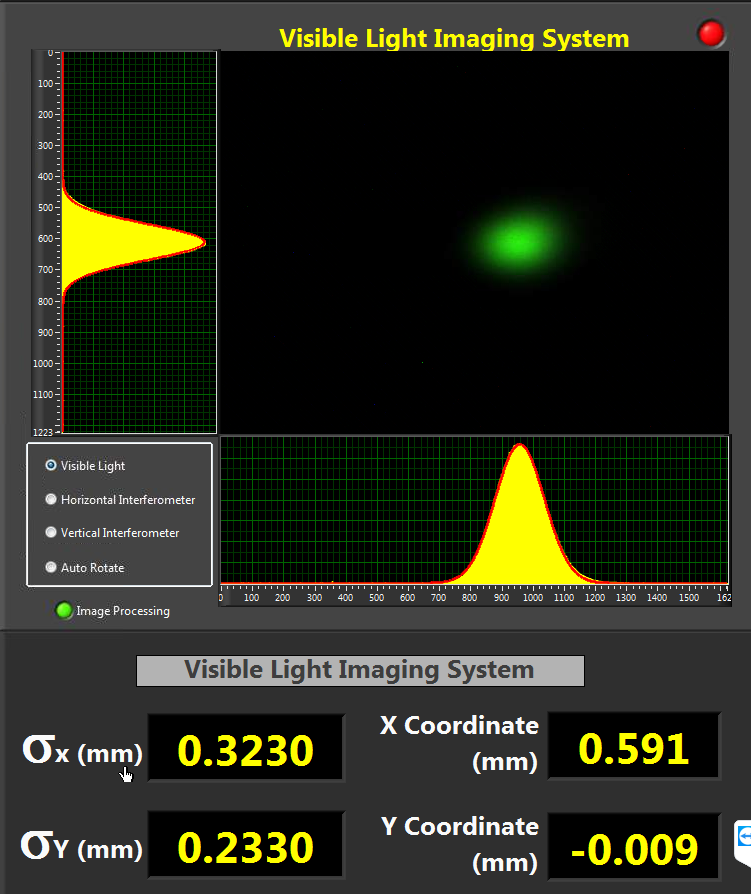 Visible Light Imaging System
0
100
200
300
400
500
600
700
800
900
1000
1100
1223
Visible Light
Horizontal Interferometer
Vertical Interferometer
Auto Rotate
Image Processing
0 100 200 300 400 500 600 700 800 900 1000 1100 1200 1300 1400 1500 162
Visible Light Imaging System
σx (mm) 0.3230
X Coordinate
(mm) 0.591
σY (mm) 0.2330
Y Coordinate
(mm) -0.009